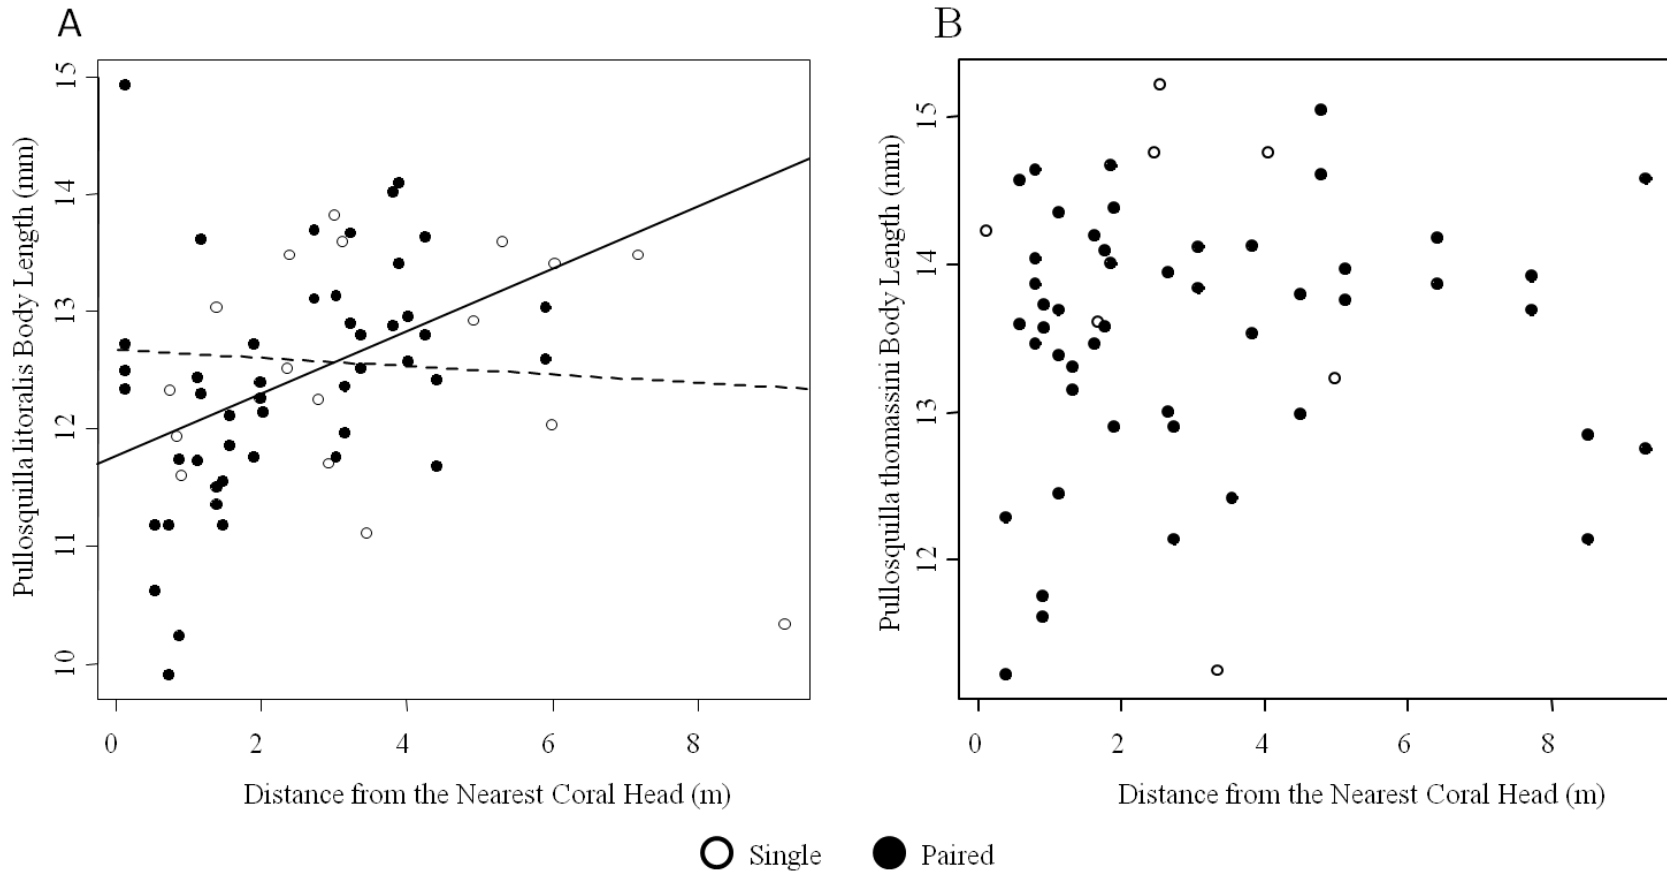 A
B
Pullosquilla litoralis Body Length (mm)
15
14
13
12
11
10
0 2 4 6 8
Distance from the Nearest Coral Head (m)
Pullosquilla thomassini Body Length (mm)
15
14
13
12
0 2 4 6 8
Distance from the Nearest Coral Head (m)
Single
Paired